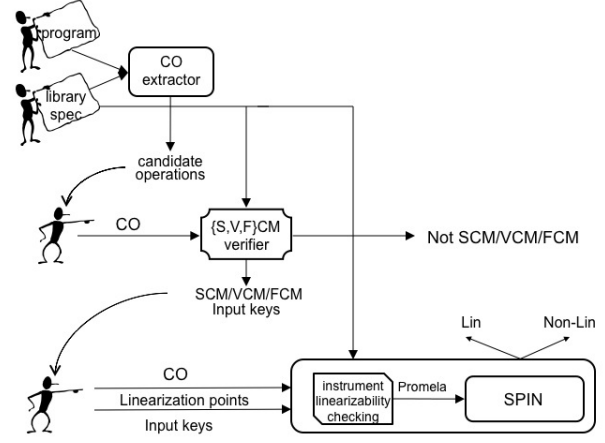 program
CO
extractor
library
spec
candidate
operations
CO
{S,V,F}CM
verifier
Not SCM/VCM/FCM
SCM/VCM/FCM
Input keys
Lin
Non-Lin
CO
Linearization points
Input keys
instrument
linearizability
checking
Promela
SPIN